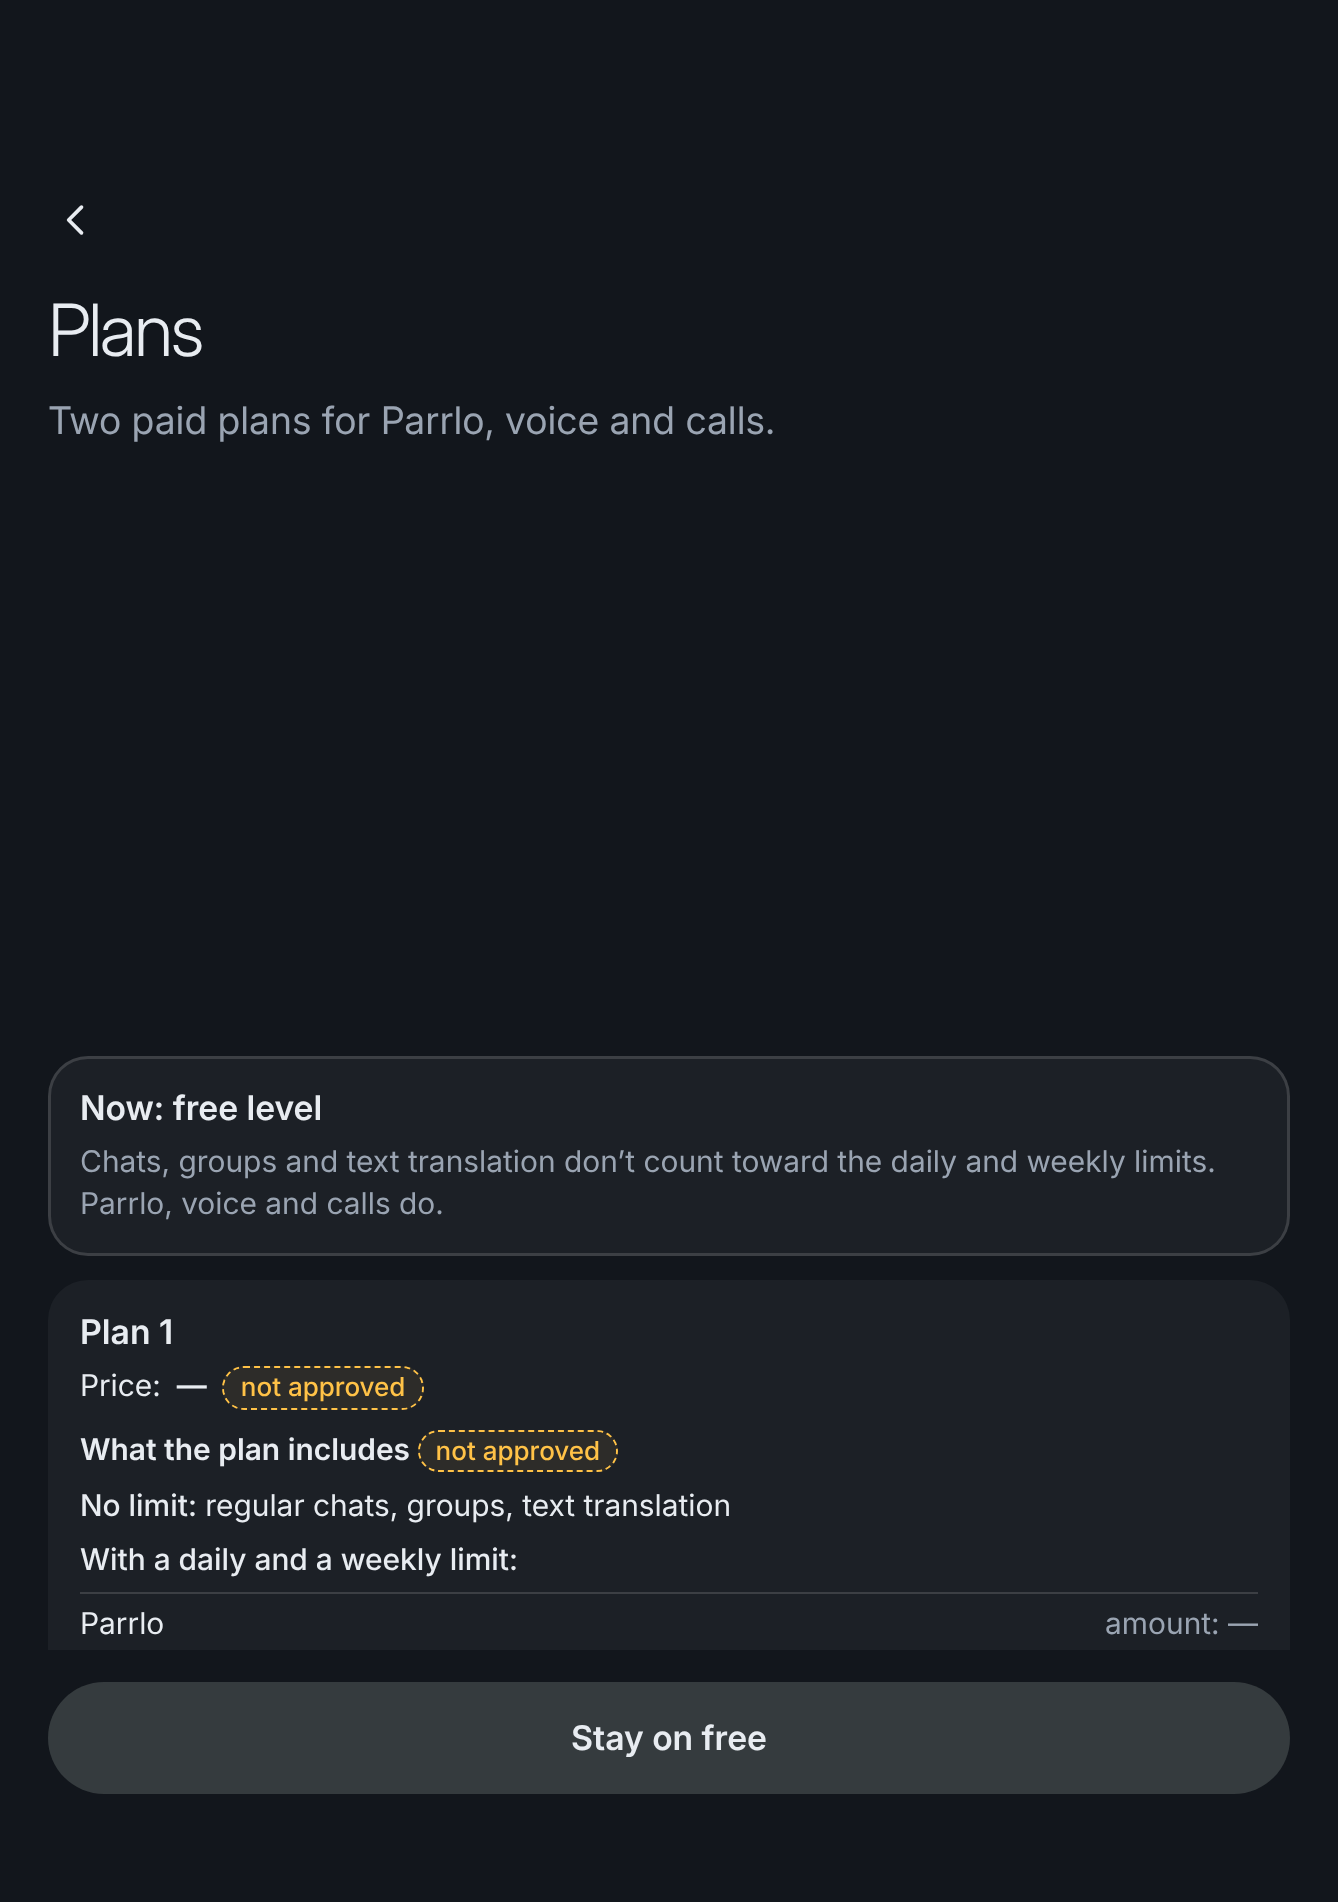 Plans
Two paid plans for Parrlo, voice and calls.
Now: free level
Chats, groups and text translation don’t count toward the daily and weekly limits.
Parrlo, voice and calls do.
Plan 1
Price: — not approved
What the plan includes not approved
No limit: regular chats, groups, text translation
With a daily and a weekly limit:
Parrlo amount: —
Stay on free